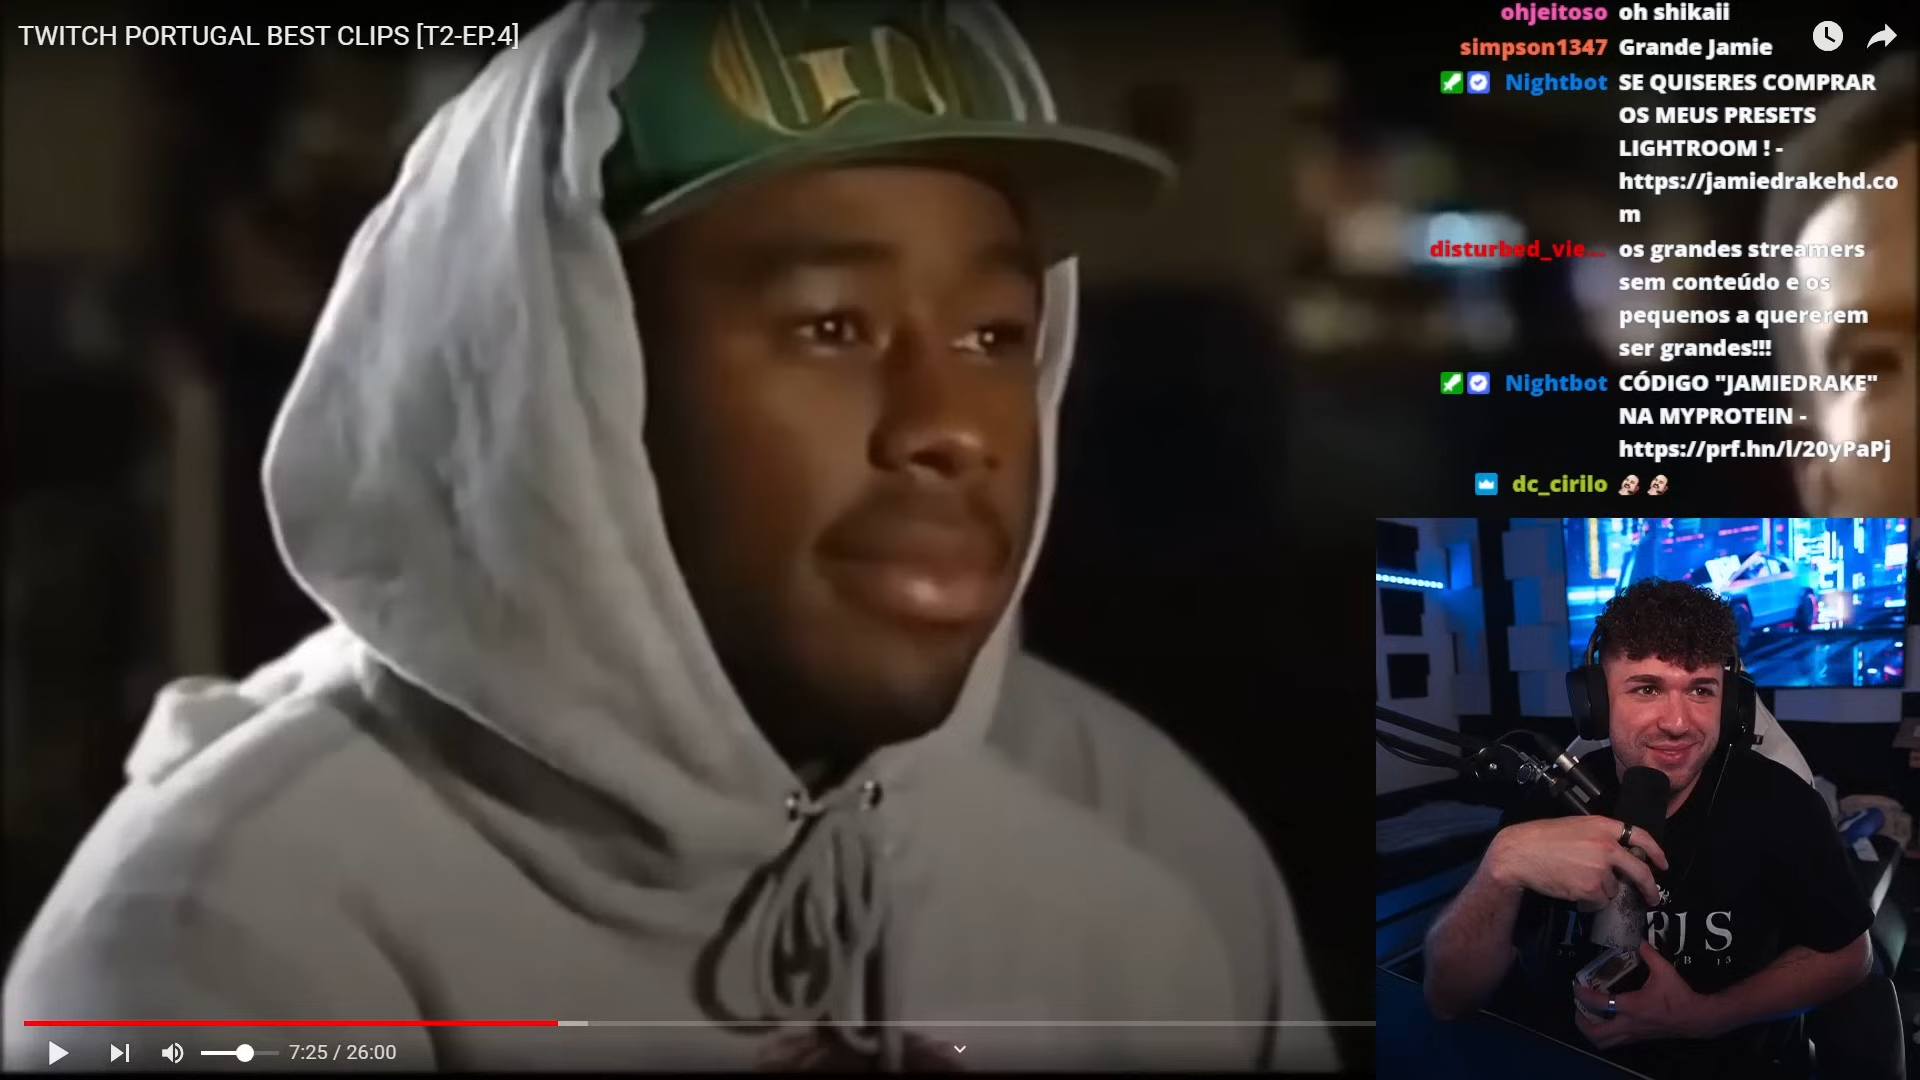 TWITCH PORTUGAL BEST CLIPS [T2-EP.4]
ohjeitoso oh shikaii
simpson1347 Grande Jamie
Nightbot SE QUISERES COMPRAR
OS MEUS PRESETS
LIGHTROOM ! -
https://jamiedrakehd.co
m
disturbed_vie... os grandes streamers
sem conteúdo e os
pequenos a quererem
ser grandes!!!
Nightbot CÓDIGO "JAMIEDRAKE"
NA MYPROTEIN -
https://prf.hn/l/20yPaPj
dc_cirilo
7:25 / 26:00